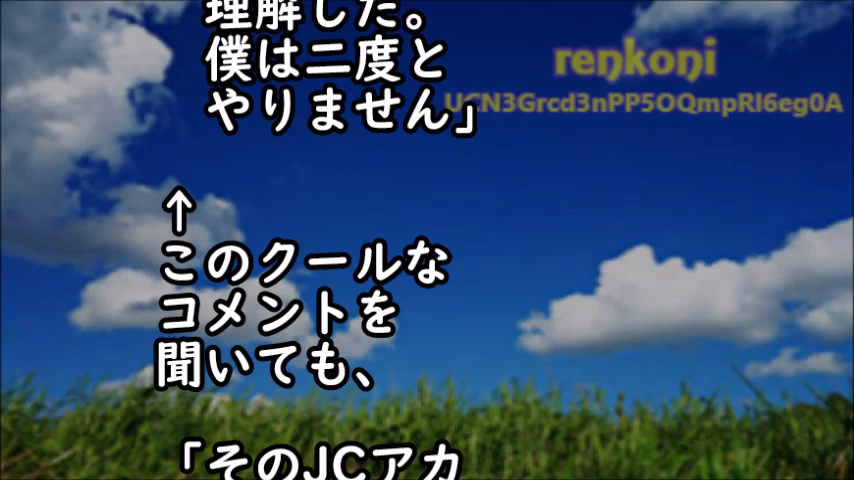 理解した。
僕は二度と
やりません」
renkoni
UCN3Grcd3nPP5OQmpRl6eg0A
↑
このクールな
コメントを
聞いても、
「そのJCアカ